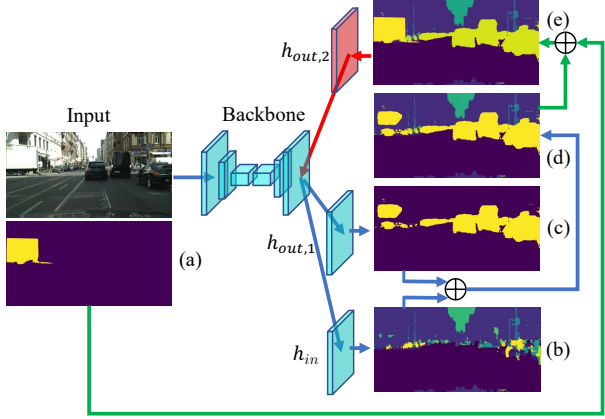 (e)
$h_{out,2}$
Input
Backbone
(d)
(c)
$h_{out,1}$
(a)
$h_{in}$
(b)